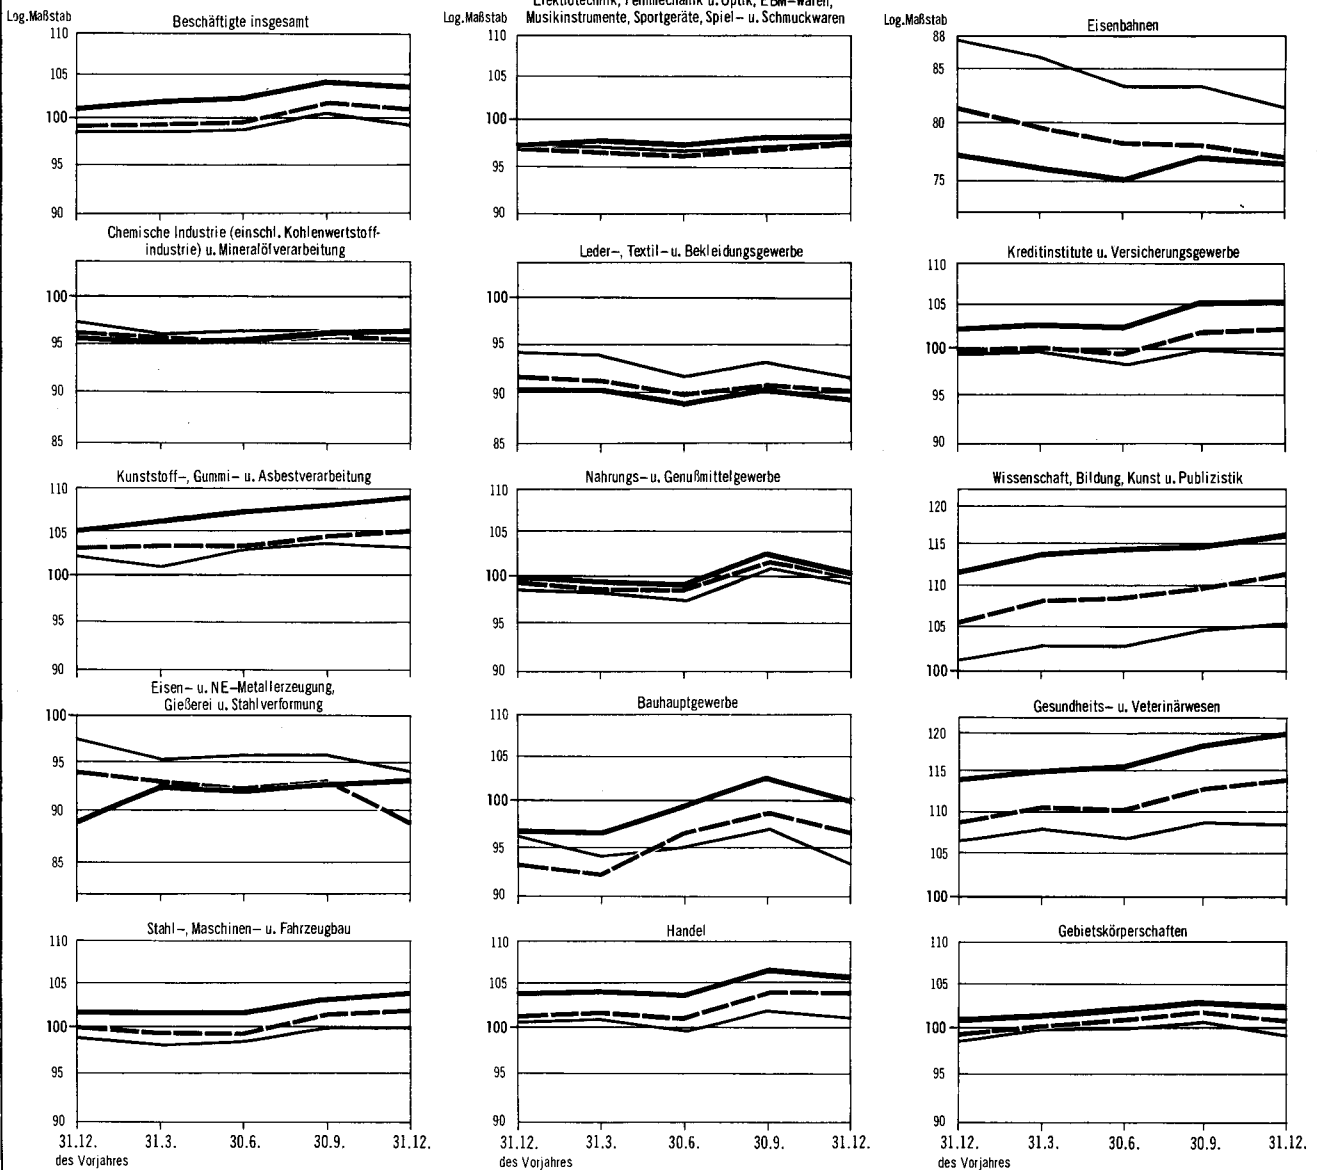 Log.Maßstab
Beschäftigte insgesamt
110
105
100
95
90
Log.Maßstab
Elektrotechnik, Feinmechanik u. Optik, EBM-Waren,
Musikinstrumente, Sportgeräte, Spiel- u. Schmuckwaren
110
105
100
95
90
Log.Maßstab
Eisenbahnen
88
85
80
75
Chemische Industrie (einschl. Kohlenwertstoff-
industrie) u. Mineralölverarbeitung
100
95
90
85
Leder-, Textil- u. Bekleidungsgewerbe
100
95
90
85
Kreditinstitute u. Versicherungsgewerbe
110
105
100
95
90
Kunststoff-, Gummi- u. Asbestverarbeitung
110
105
100
95
90
Nahrungs- u. Genußmittelgewerbe
110
105
100
95
90
Wissenschaft, Bildung, Kunst u. Publizistik
120
115
110
105
100
Eisen- u. NE-Metallerzeugung,
Gießerei u. Stahlverformung
100
95
90
85
Bauhauptgewerbe
110
105
100
95
90
Gesundheits- u. Veterinärwesen
120
115
110
105
100
Stahl-, Maschinen- u. Fahrzeugbau
110
105
100
95
90
31.12. 31.3. 30.6. 30.9. 31.12.
des Vorjahres
Handel
110
105
100
95
90
31.12. 31.3. 30.6. 30.9. 31.12.
des Vorjahres
Gebietskörperschaften
110
105
100
95
90
31.12. 31.3. 30.6. 30.9. 31.12.
des Vorjahres